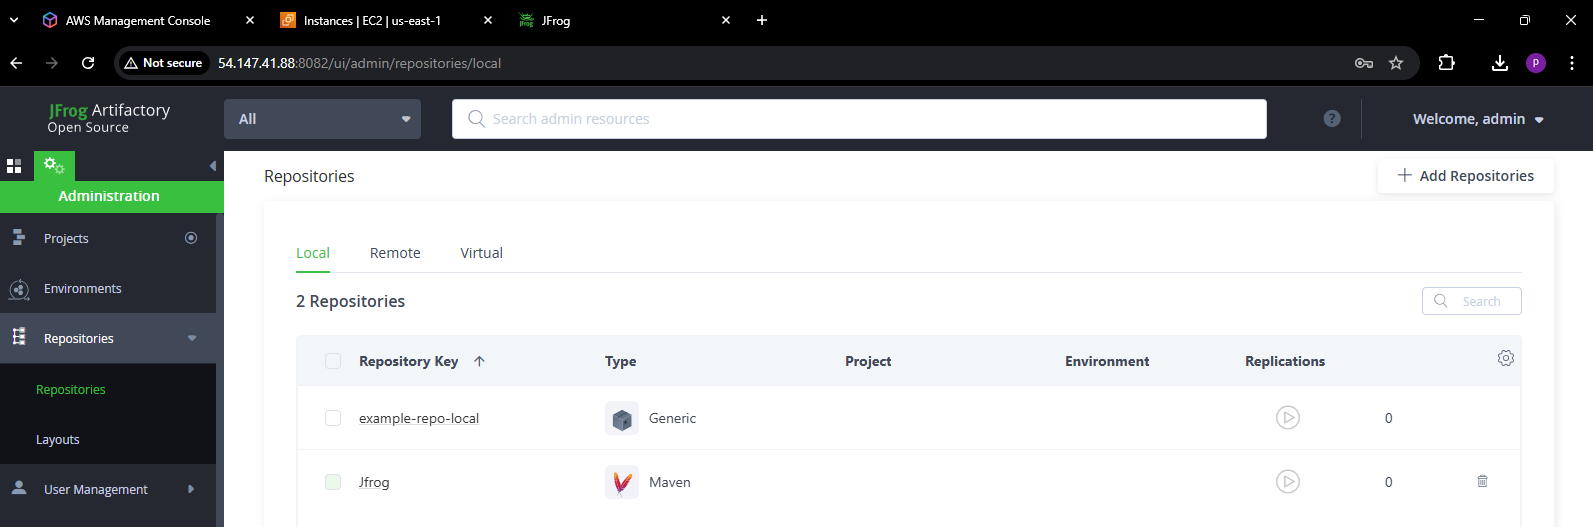 AWS Management Console
Instances | EC2 | us-east-1
JFrog
Not secure
54.147.41.88:8082/ui/admin/repositories/local
p
JFrog Artifactory
Open Source
All
Search admin resources
?
Welcome, admin
Administration
Repositories
Add Repositories
Projects
Environments
Repositories
Repositories
Layouts
User Management
Local Remote Virtual
2 Repositories
Search
Repository Key Type Project Environment Replications
example-repo-local Generic 0
Jfrog Maven 0